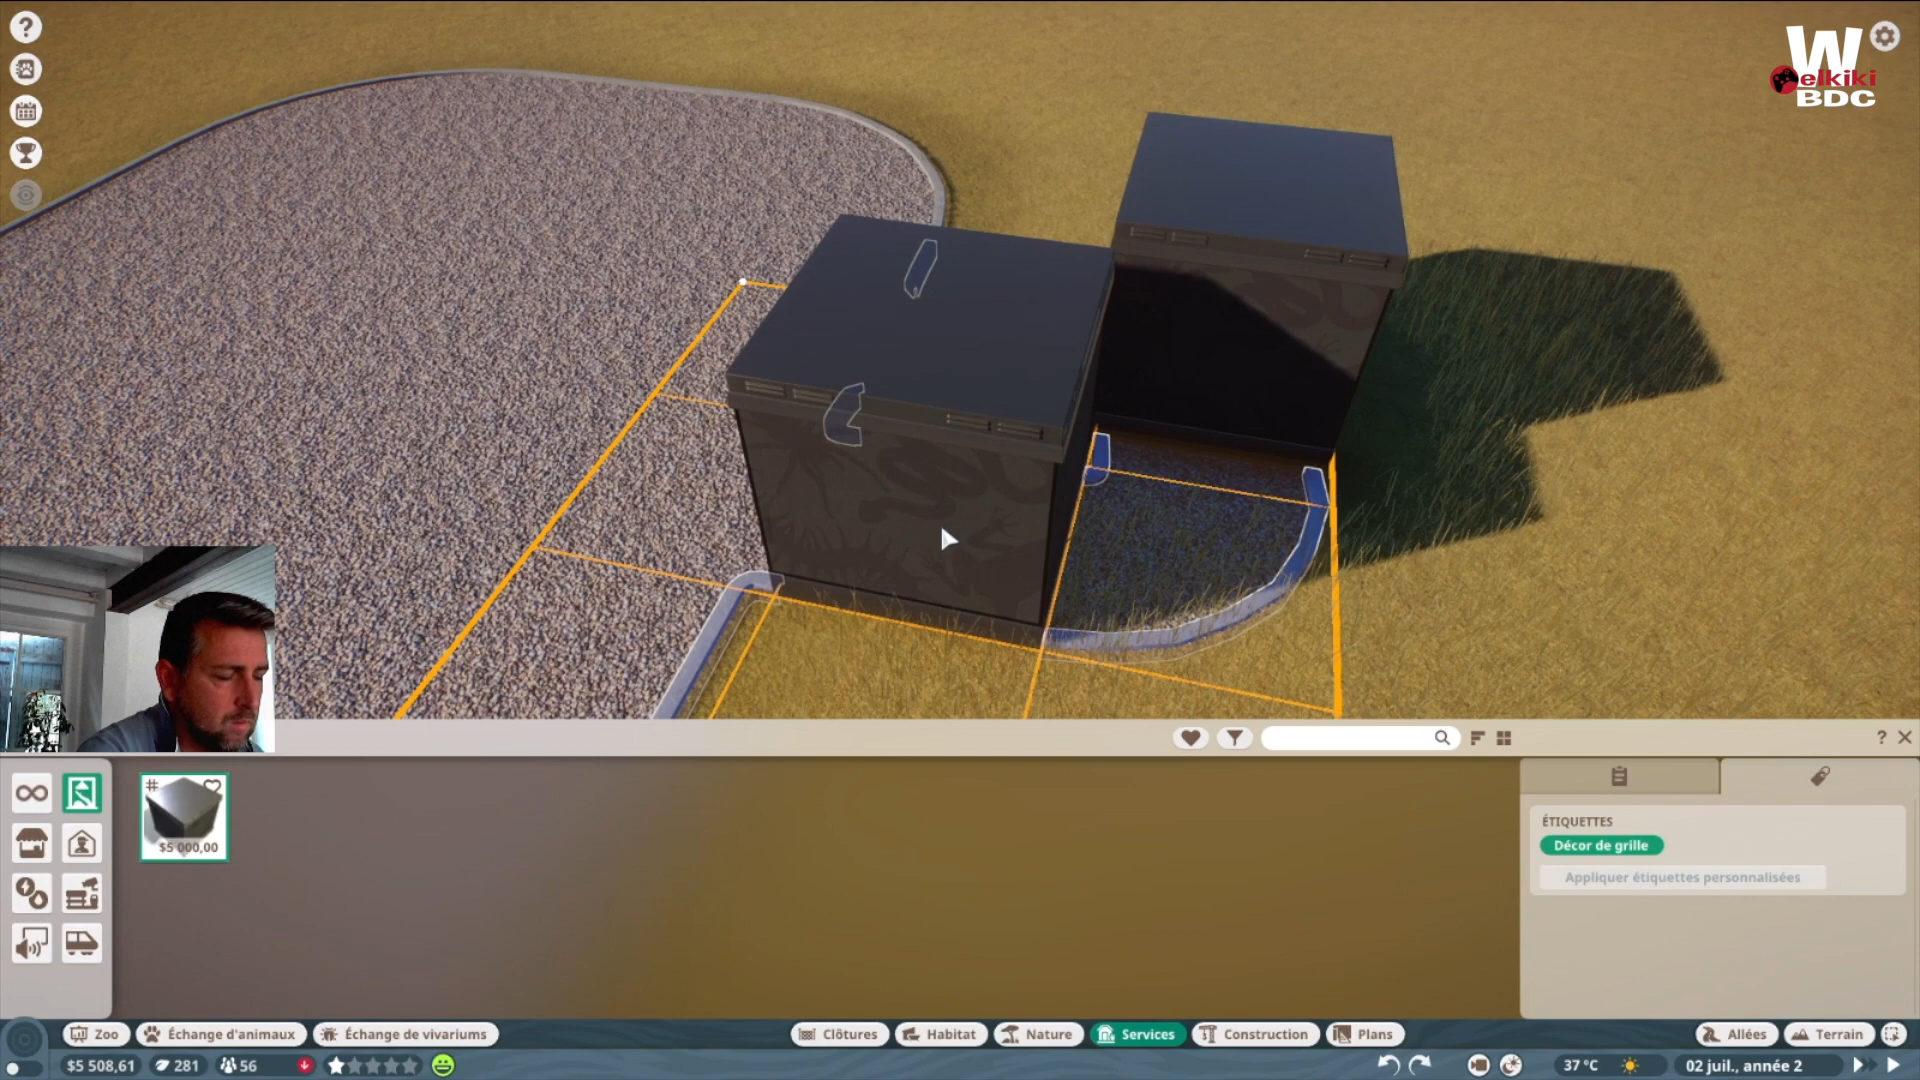 W
elkiki
BDC
#
$5 000,00
ÉTIQUETTES
Décor de grille
Appliquer étiquettes personnalisées
Zoo
Échange d'animaux
Échange de vivariums
Clôtures
Habitat
Nature
Services
Construction
Plans
Allées
Terrain
$5 508,61
281
56
37 °C
02 juil., année 2